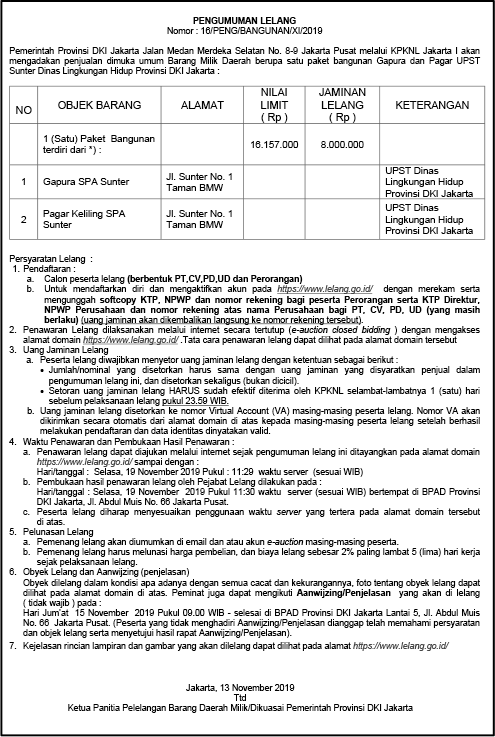 PENGUMUMAN LELANG
Nomor : 16/PENG/BANGUNAN/XI/2019
Pemerintah Provinsi DKI Jakarta Jalan Medan Merdeka Selatan No. 8-9 Jakarta Pusat melalui KPKNL Jakarta I akan
mengadakan penjualan dimuka umum Barang Milik Daerah berupa satu paket bangunan Gapura dan Pagar UPST
Sunter Dinas Lingkungan Hidup Provinsi DKI Jakarta :
NO OBJEK BARANG ALAMAT NILAI LIMIT ( Rp ) JAMINAN LELANG ( Rp ) KETERANGAN
1 (Satu) Paket Bangunan
terdiri dari *) :
16.157.000 8.000.000
1 Gapura SPA Sunter
Jl. Sunter No. 1
Taman BMW
UPST Dinas
Lingkungan Hidup
Provinsi DKI Jakarta
2
Pagar Keliling SPA
Sunter
Jl. Sunter No. 1
Taman BMW
UPST Dinas
Lingkungan Hidup
Provinsi DKI Jakarta
Persyaratan Lelang :
1. Pendaftaran :
a. Calon peserta lelang (berbentuk PT,CV,PD,UD dan Perorangan)
b. Untuk mendaftarkan diri dan mengaktifkan akun pada https://www.lelang.go.id/ dengan merekam serta
mengunggah softcopy KTP, NPWP dan nomor rekening bagi peserta Perorangan serta KTP Direktur,
NPWP Perusahaan dan nomor rekening atas nama Perusahaan bagi PT, CV, PD, UD (yang masih
berlaku) (uang jaminan akan dikembalikan langsung ke nomor rekening tersebut).
2. Penawaran Lelang dilaksanakan melalui internet secara tertutup (e-auction closed bidding ) dengan mengakses
alamat domain https://www.lelang.go.id/ .Tata cara penawaran lelang dapat dilihat pada alamat domain tersebut
3. Uang Jaminan Lelang
a. Peserta lelang diwajibkan menyetor uang jaminan lelang dengan ketentuan sebagai berikut :
• Jumlah/nominal yang disetorkan harus sama dengan uang jaminan yang disyaratkan penjual dalam
pengumuman lelang ini, dan disetorkan sekaligus (bukan dicicil).
• Setoran uang jaminan lelang HARUS sudah efektif diterima oleh KPKNL selambat-lambatnya 1 (satu) hari
sebelum pelaksanaan lelang pukul 23.59 WIB.
b. Uang jaminan lelang disetorkan ke nomor Virtual Account (VA) masing-masing peserta lelang. Nomor VA akan
dikirimkan secara otomatis dari alamat domain di atas kepada masing-masing peserta lelang setelah berhasil
melakukan pendaftaran dan data identitas dinyatakan valid.
4. Waktu Penawaran dan Pembukaan Hasil Penawaran :
a. Penawaran lelang dapat diajukan melalui internet sejak pengumuman lelang ini ditayangkan pada alamat domain
https://www.lelang.go.id/ sampai dengan :
Hari/tanggal : Selasa, 19 November 2019 Pukul : 11:29 waktu server (sesuai WIB)
b. Pembukaan hasil penawaran lelang oleh Pejabat Lelang dilakukan pada :
Hari/tanggal : Selasa, 19 November 2019 Pukul 11:30 waktu server (sesuai WIB) bertempat di BPAD Provinsi
DKI Jakarta, Jl. Abdul Muis No. 66 Jakarta Pusat.
c. Peserta lelang diharap menyesuaikan penggunaan waktu server yang tertera pada alamat domain tersebut
di atas.
5. Pelunasan Lelang
a. Pemenang lelang akan diumumkan di email dan atau akun e-auction masing-masing peserta.
b. Pemenang lelang harus melunasi harga pembelian, dan biaya lelang sebesar 2% paling lambat 5 (lima) hari kerja
sejak pelaksanaan lelang.
6. Obyek Lelang dan Aanwijzing (penjelasan)
Obyek dilelang dalam kondisi apa adanya dengan semua cacat dan kekurangannya, foto tentang obyek lelang dapat
dilihat pada alamat domain di atas. Peminat juga dapat mengikuti Aanwijzing/Penjelasan yang akan di lelang
( tidak wajib ) pada :
Hari Jum'at 15 November 2019 Pukul 09.00 WIB - selesai di BPAD Provinsi DKI Jakarta Lantai 5, Jl. Abdul Muis
No. 66 Jakarta Pusat. (Peserta yang tidak menghadiri Aanwijzing/Penjelasan dianggap telah memahami persyaratan
dan objek lelang serta menyetujui hasil rapat Aanwijzing/Penjelasan).
7. Kejelasan rincian lampiran dan gambar yang akan dilelang dapat dilihat pada alamat https://www.lelang.go.id/
Jakarta, 13 November 2019
Ttd
Ketua Panitia Pelelangan Barang Daerah Milik/Dikuasai Pemerintah Provinsi DKI Jakarta